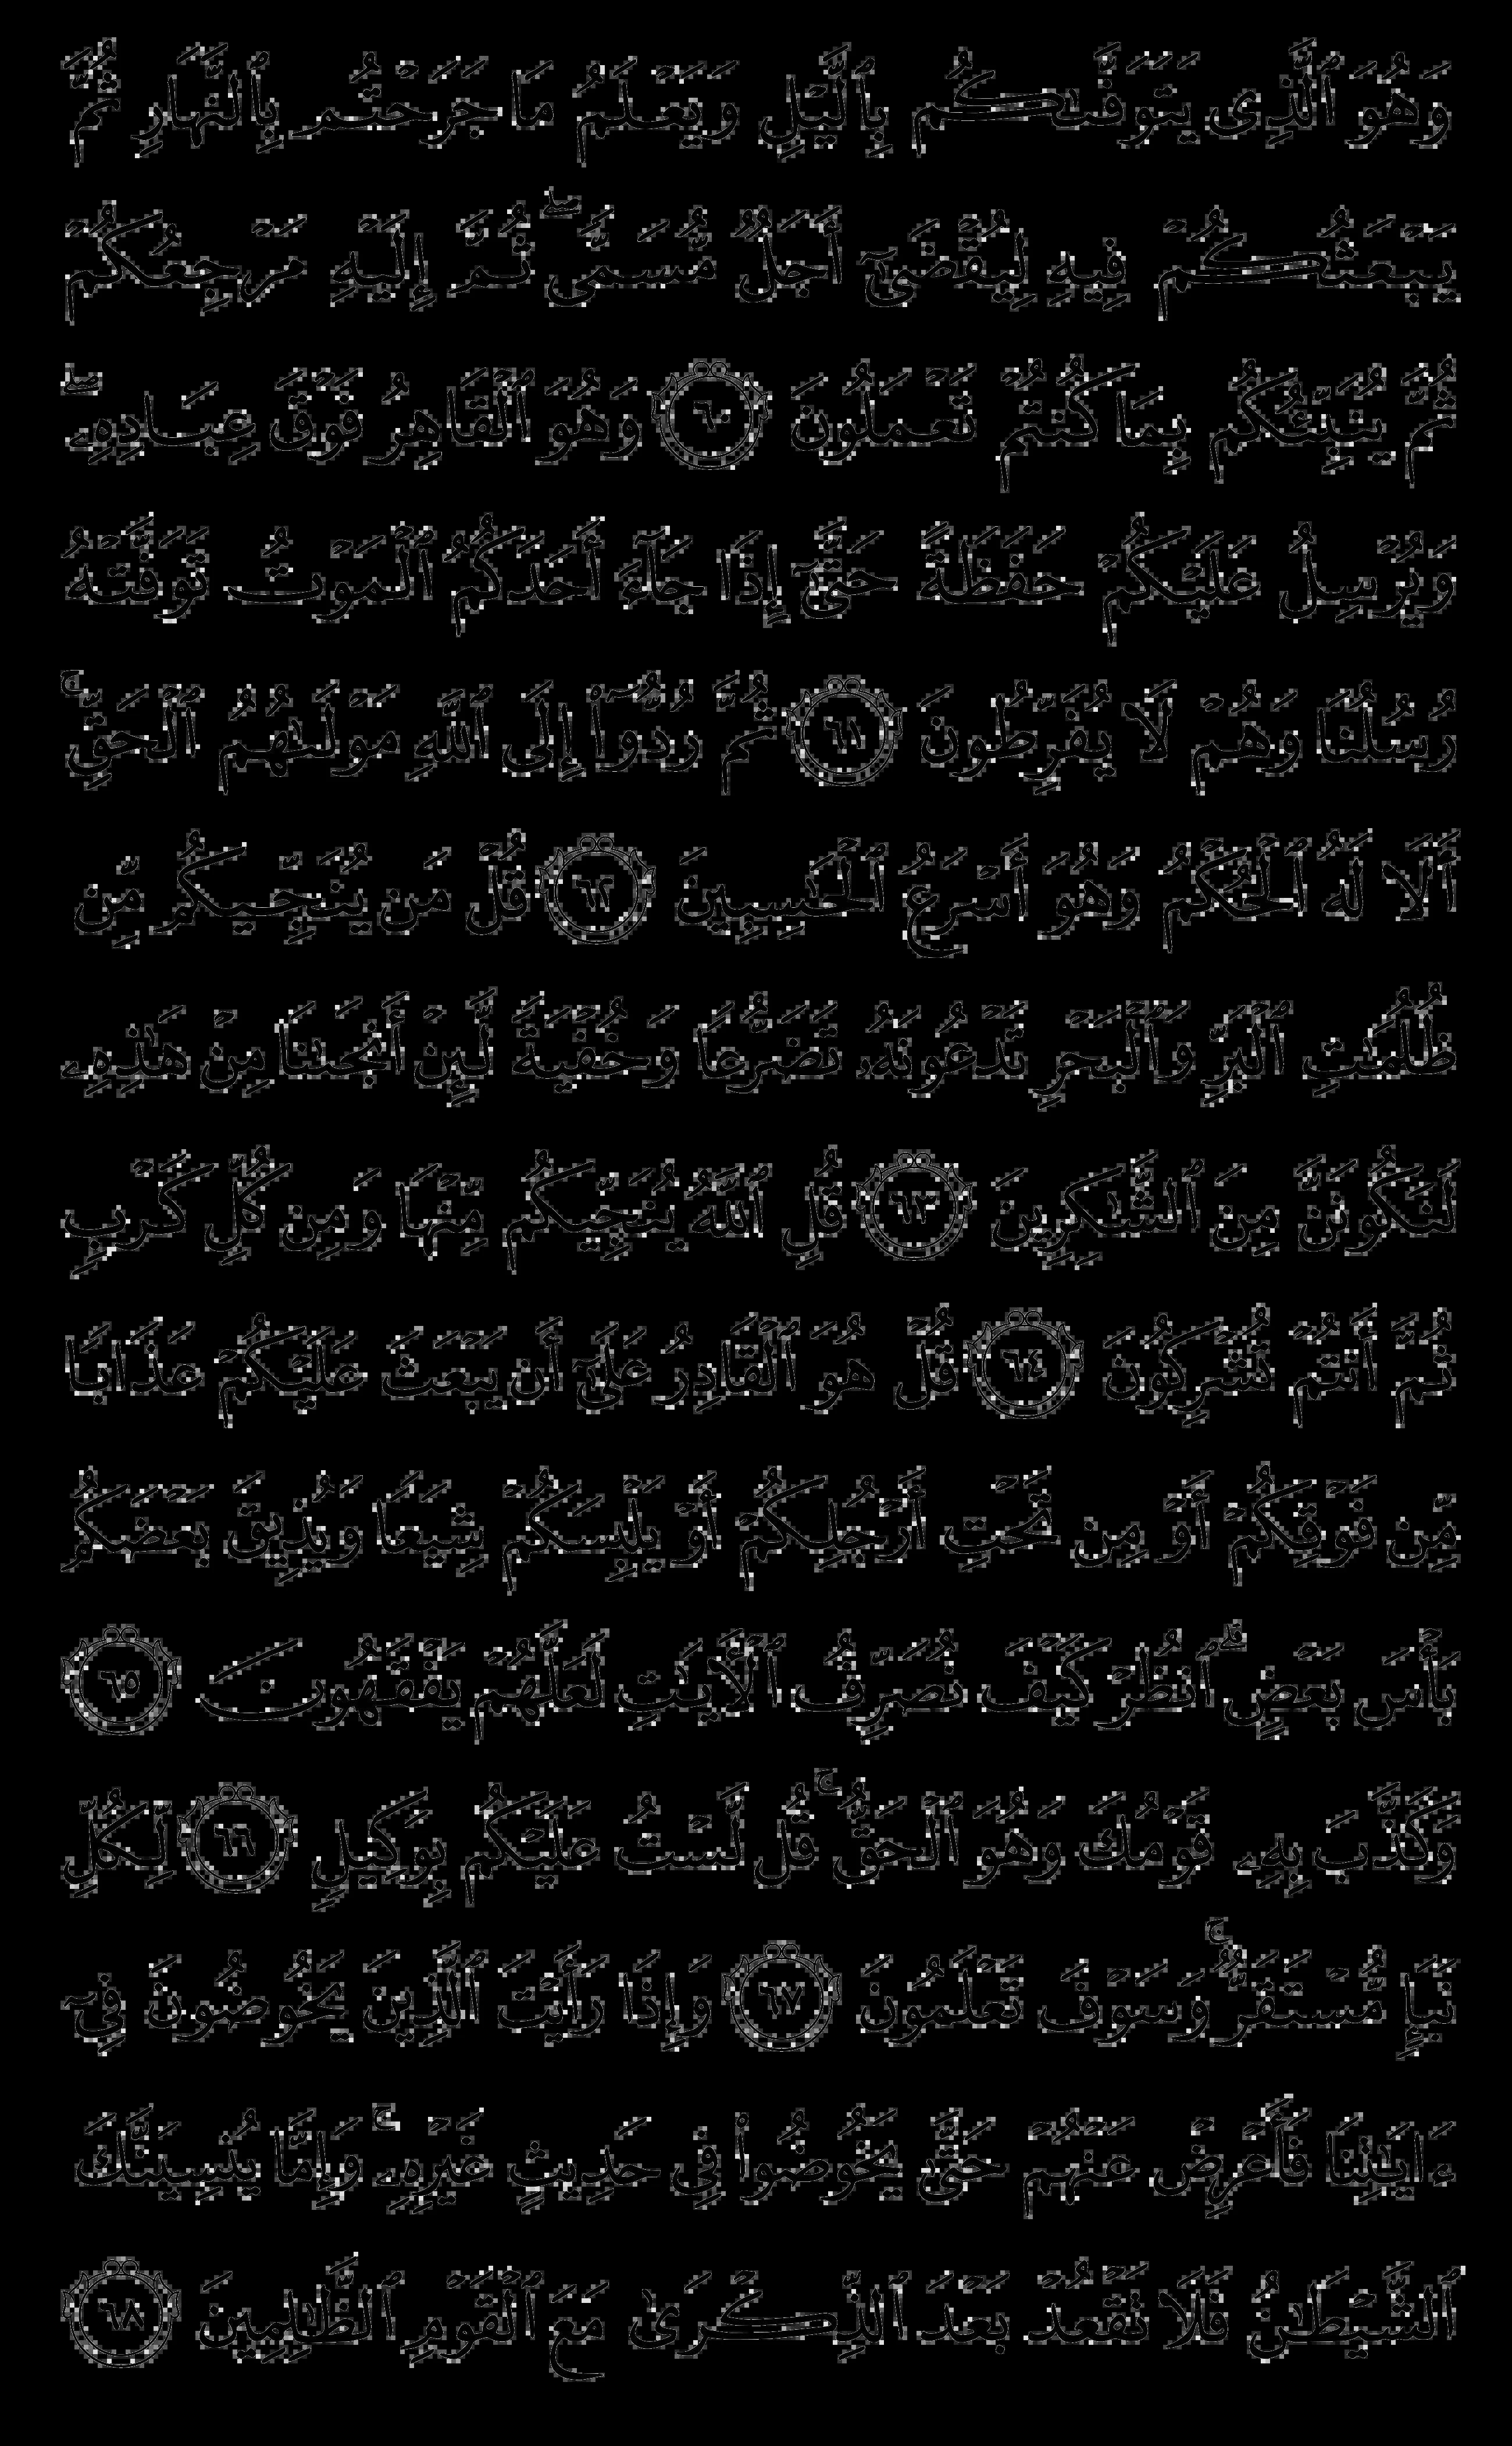 وَهُوَ ٱلَّذِى يَتَوَفَّىٰكُم بِٱلَّيْلِ وَيَعْلَمُ مَا جَرَحْتُم بِٱلنَّهَارِ ثُمَّ
يَبْعَثُكُمْ فِيهِ لِيُقْضَىٰٓ أَجَلٌ مُّسَمًّى ۖ ثُمَّ إِلَيْهِ مَرْجِعُكُمْ
ثُمَّ يُنَبِّئُكُم بِمَا كُنتُمْ تَعْمَلُونَ ٦٠ وَهُوَ ٱلْقَاهِرُ فَوْقَ عِبَادِهِۦ ۖ
وَيُرْسِلُ عَلَيْكُمْ حَفَظَةً حَتَّىٰٓ إِذَا جَآءَ أَحَدَكُمُ ٱلْمَوْتُ تَوَفَّتْهُ
رُسُلُنَا وَهُمْ لَا يُفَرِّطُونَ ٦١ ثُمَّ رُدُّوٓا۟ إِلَى ٱللَّهِ مَوْلَىٰهُمُ ٱلْحَقِّ ۚ
أَلَا لَهُ ٱلْحُكْمُ وَهُوَ أَسْرَعُ ٱلْحَٰسِبِينَ ٦٢ قُلْ مَن يُنَجِّيكُم مِّن
ظُلُمَٰتِ ٱلْبَرِّ وَٱلْبَحْرِ تَدْعُونَهُۥ تَضَرُّعًا وَخُفْيَةً لَّئِنْ أَنجَىٰنَا مِنْ هَٰذِهِۦ
لَنَكُونَنَّ مِنَ ٱلشَّٰكِرِينَ ٦٣ قُلِ ٱللَّهُ يُنَجِّيكُم مِّنْهَا وَمِن كُلِّ كَرْبٍ
ثُمَّ أَنتُمْ تُشْرِكُونَ ٦٤ قُلْ هُوَ ٱلْقَادِرُ عَلَىٰٓ أَن يَبْعَثَ عَلَيْكُمْ عَذَابًا
مِّن فَوْقِكُمْ أَوْ مِن تَحْتِ أَرْجُلِكُمْ أَوْ يَلْبِسَكُمْ شِيَعًا وَيُذِيقَ بَعْضَكُم
بَأْسَ بَعْضٍ ۗ ٱنظُرْ كَيْفَ نُصَرِّفُ ٱلْـَٔايَٰتِ لَعَلَّهُمْ يَفْقَهُونَ ٦٥
وَكَذَّبَ بِهِۦ قَوْمُكَ وَهُوَ ٱلْحَقُّ ۚ قُل لَّسْتُ عَلَيْكُم بِوَكِيلٍ ٦٦ لِّكُلِّ
نَبَإٍ مُّسْتَقَرٌّ ۚ وَسَوْفَ تَعْلَمُونَ ٦٧ وَإِذَا رَأَيْتَ ٱلَّذِينَ يَخُوضُونَ فِىٓ
ءَايَٰتِنَا فَأَعْرِضْ عَنْهُمْ حَتَّىٰ يَخُوضُوا۟ فِى حَدِيثٍ غَيْرِهِۦ ۚ وَإِمَّا يُنسِيَنَّكَ
ٱلشَّيْطَٰنُ فَلَا تَقْعُدْ بَعْدَ ٱلذِّكْرَىٰ مَعَ ٱلْقَوْمِ ٱلظَّٰلِمِينَ ٦٨